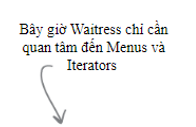 Bây giờ Waitress chỉ cần
quan tâm đến Menus và
Iterators